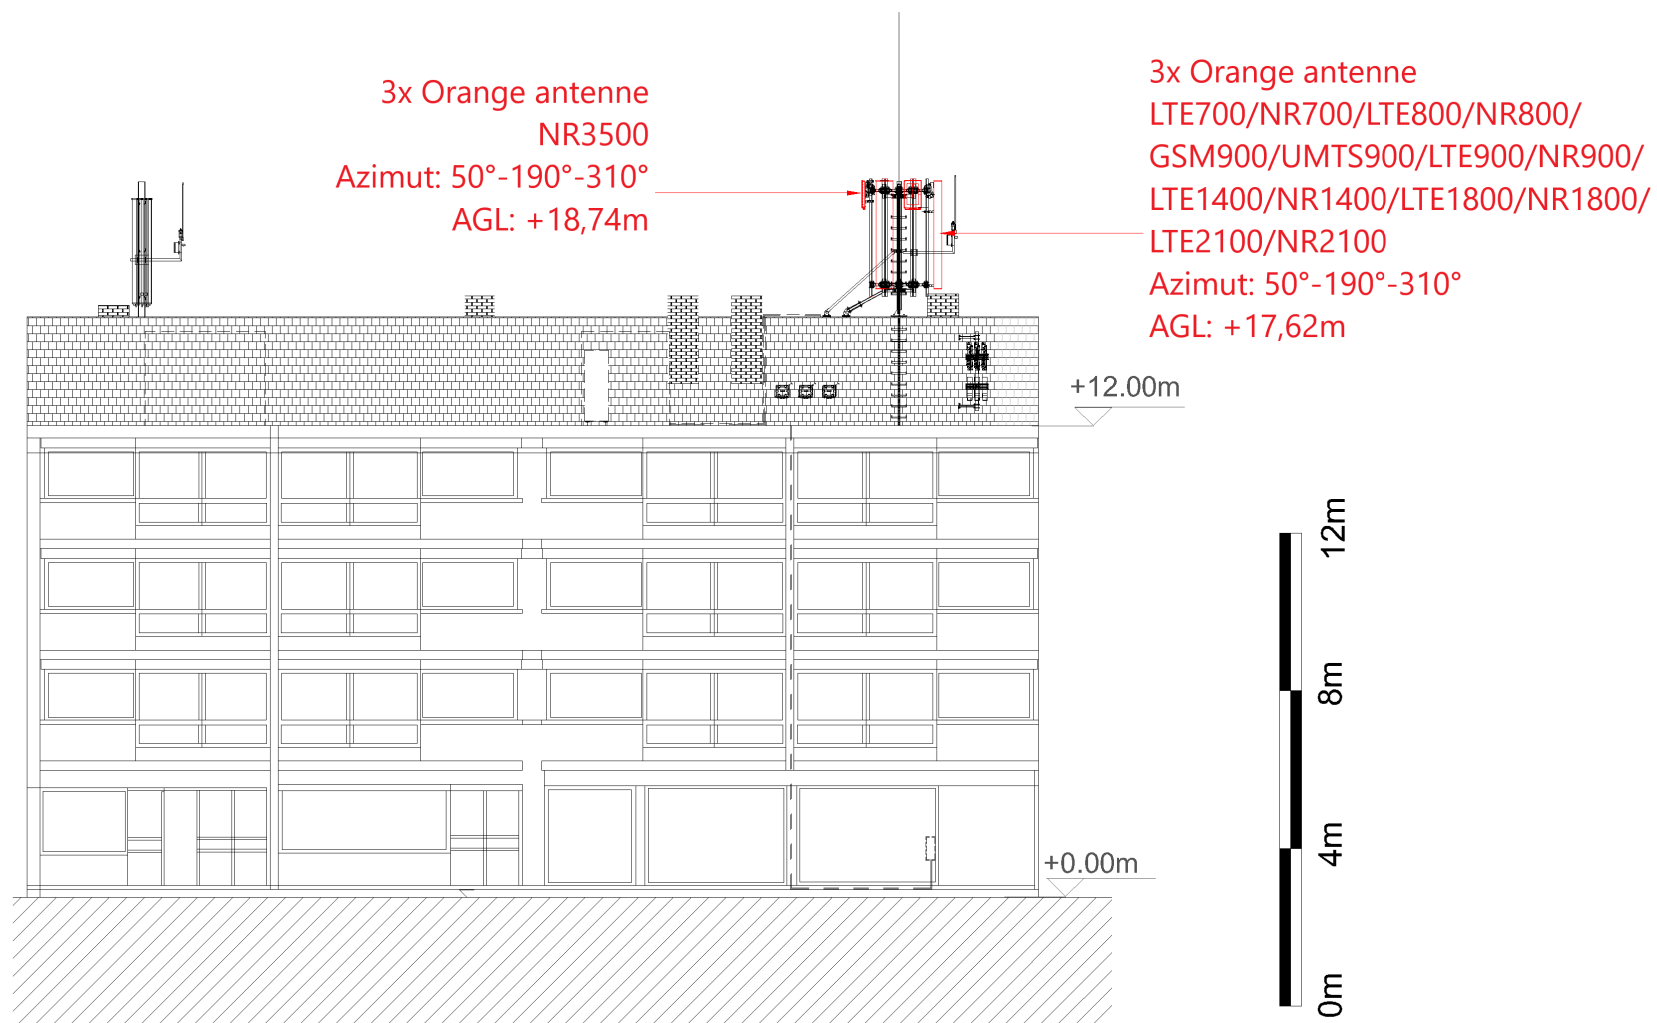 3x Orange antenne
NR3500
Azimut: 50°-190°-310°
AGL: +18,74m
3x Orange antenne
LTE700/NR700/LTE800/NR800/
GSM900/UMTS900/LTE900/NR900/
LTE1400/NR1400/LTE1800/NR1800/
LTE2100/NR2100
Azimut: 50°-190°-310°
AGL: +17,62m
+12.00m
+0.00m
12m
8m
4m
0m